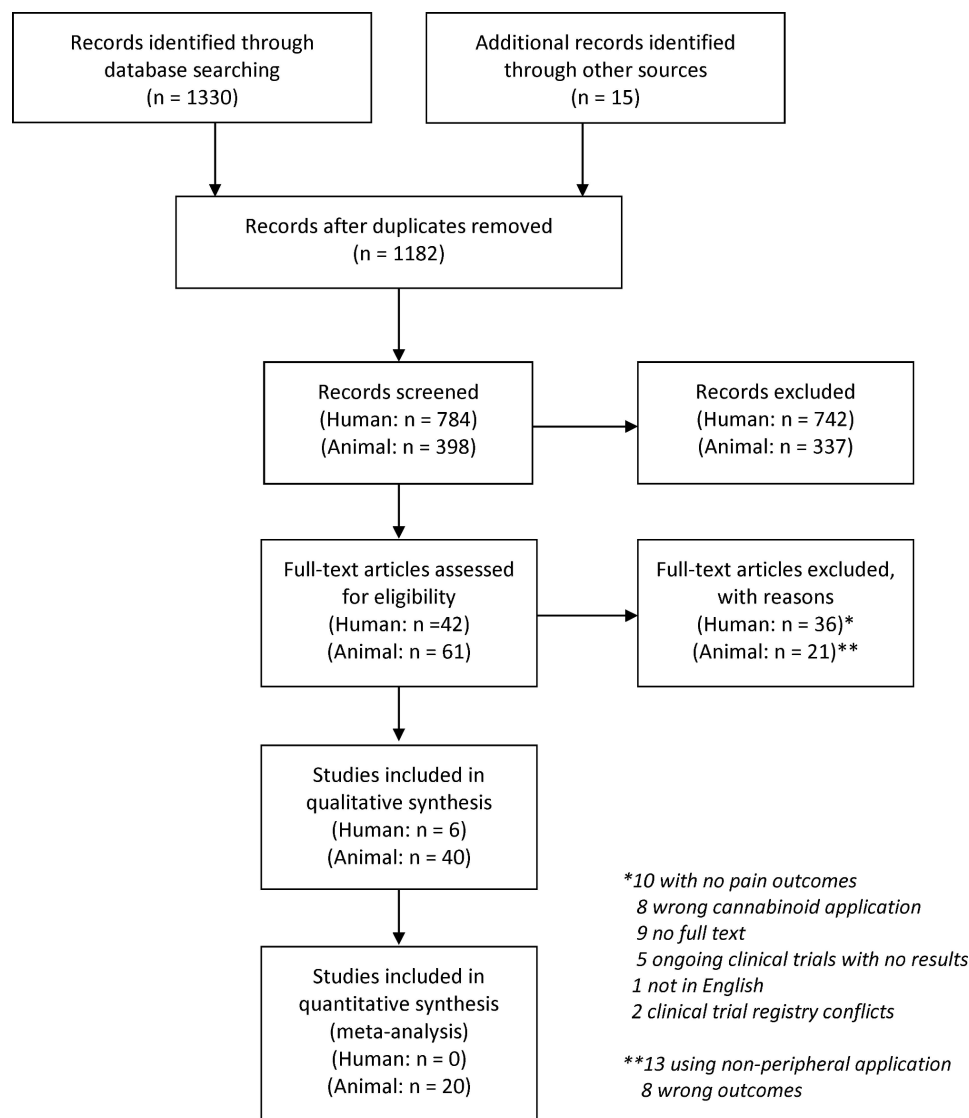 Records identified through
database searching
(n = 1330)
Additional records identified
through other sources
(n = 15)
Records after duplicates removed
(n = 1182)
Records screened
(Human: n = 784)
(Animal: n = 398)
Records excluded
(Human: n = 742)
(Animal: n = 337)
Full-text articles assessed
for eligibility
(Human: n =42)
(Animal: n = 61)
Full-text articles excluded,
with reasons
(Human: n = 36)*
(Animal: n = 21)**
Studies included in
qualitative synthesis
(Human: n = 6)
(Animal: n = 40)
Studies included in
quantitative synthesis
(meta-analysis)
(Human: n = 0)
(Animal: n = 20)
*10 with no pain outcomes
8 wrong cannabinoid application
9 no full text
5 ongoing clinical trials with no results
1 not in English
2 clinical trial registry conflicts
**13 using non-peripheral application
8 wrong outcomes